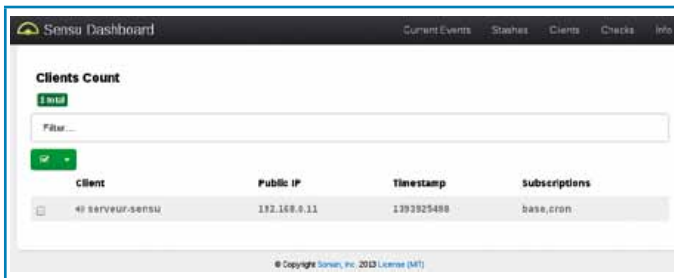 Sensu Dashboard
Current Events Stashes Clients Checks Info
Clients Count
1 total
Filter...
Client Public IP Timestamp Subscriptions
serveur-sensu 192.168.0.11 1393925488 base,cron
© Copyright Sonian, Inc. 2013 License (MIT)